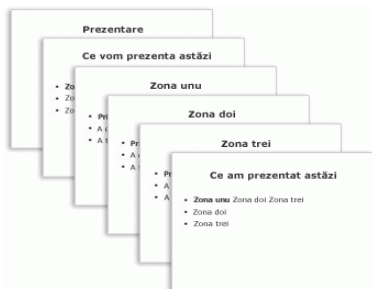 Prezentare
Ce vom prezenta astăzi
Zona unu
Zona doi
Zona trei
Ce am prezentat astăzi
Zona unu Zona doi Zona trei
Zona doi
Zona trei